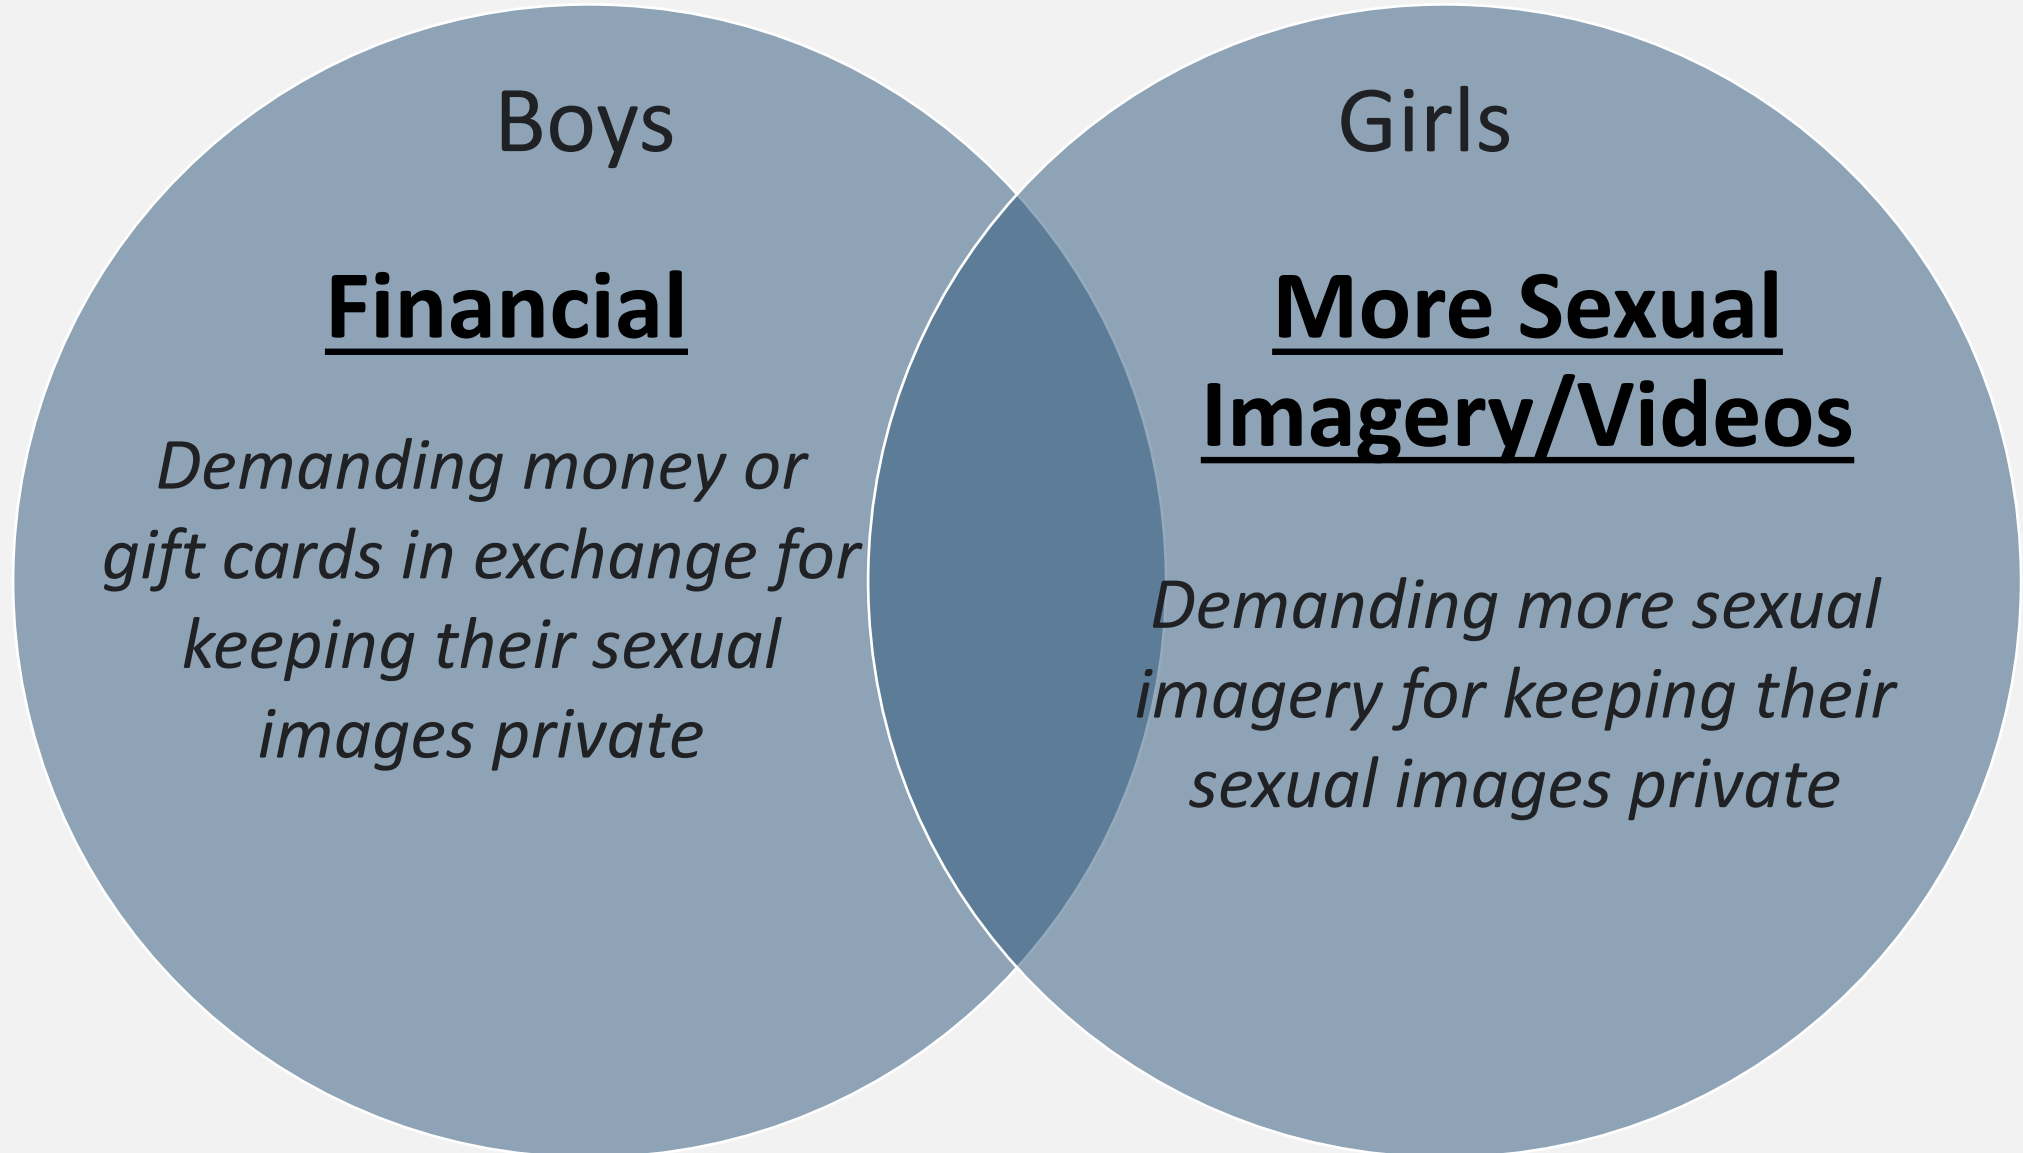 Boys
Financial
Demanding money or
gift cards in exchange for
keeping their sexual
images private
Girls
More Sexual
Imagery/Videos
Demanding more sexual
imagery for keeping their
sexual images private